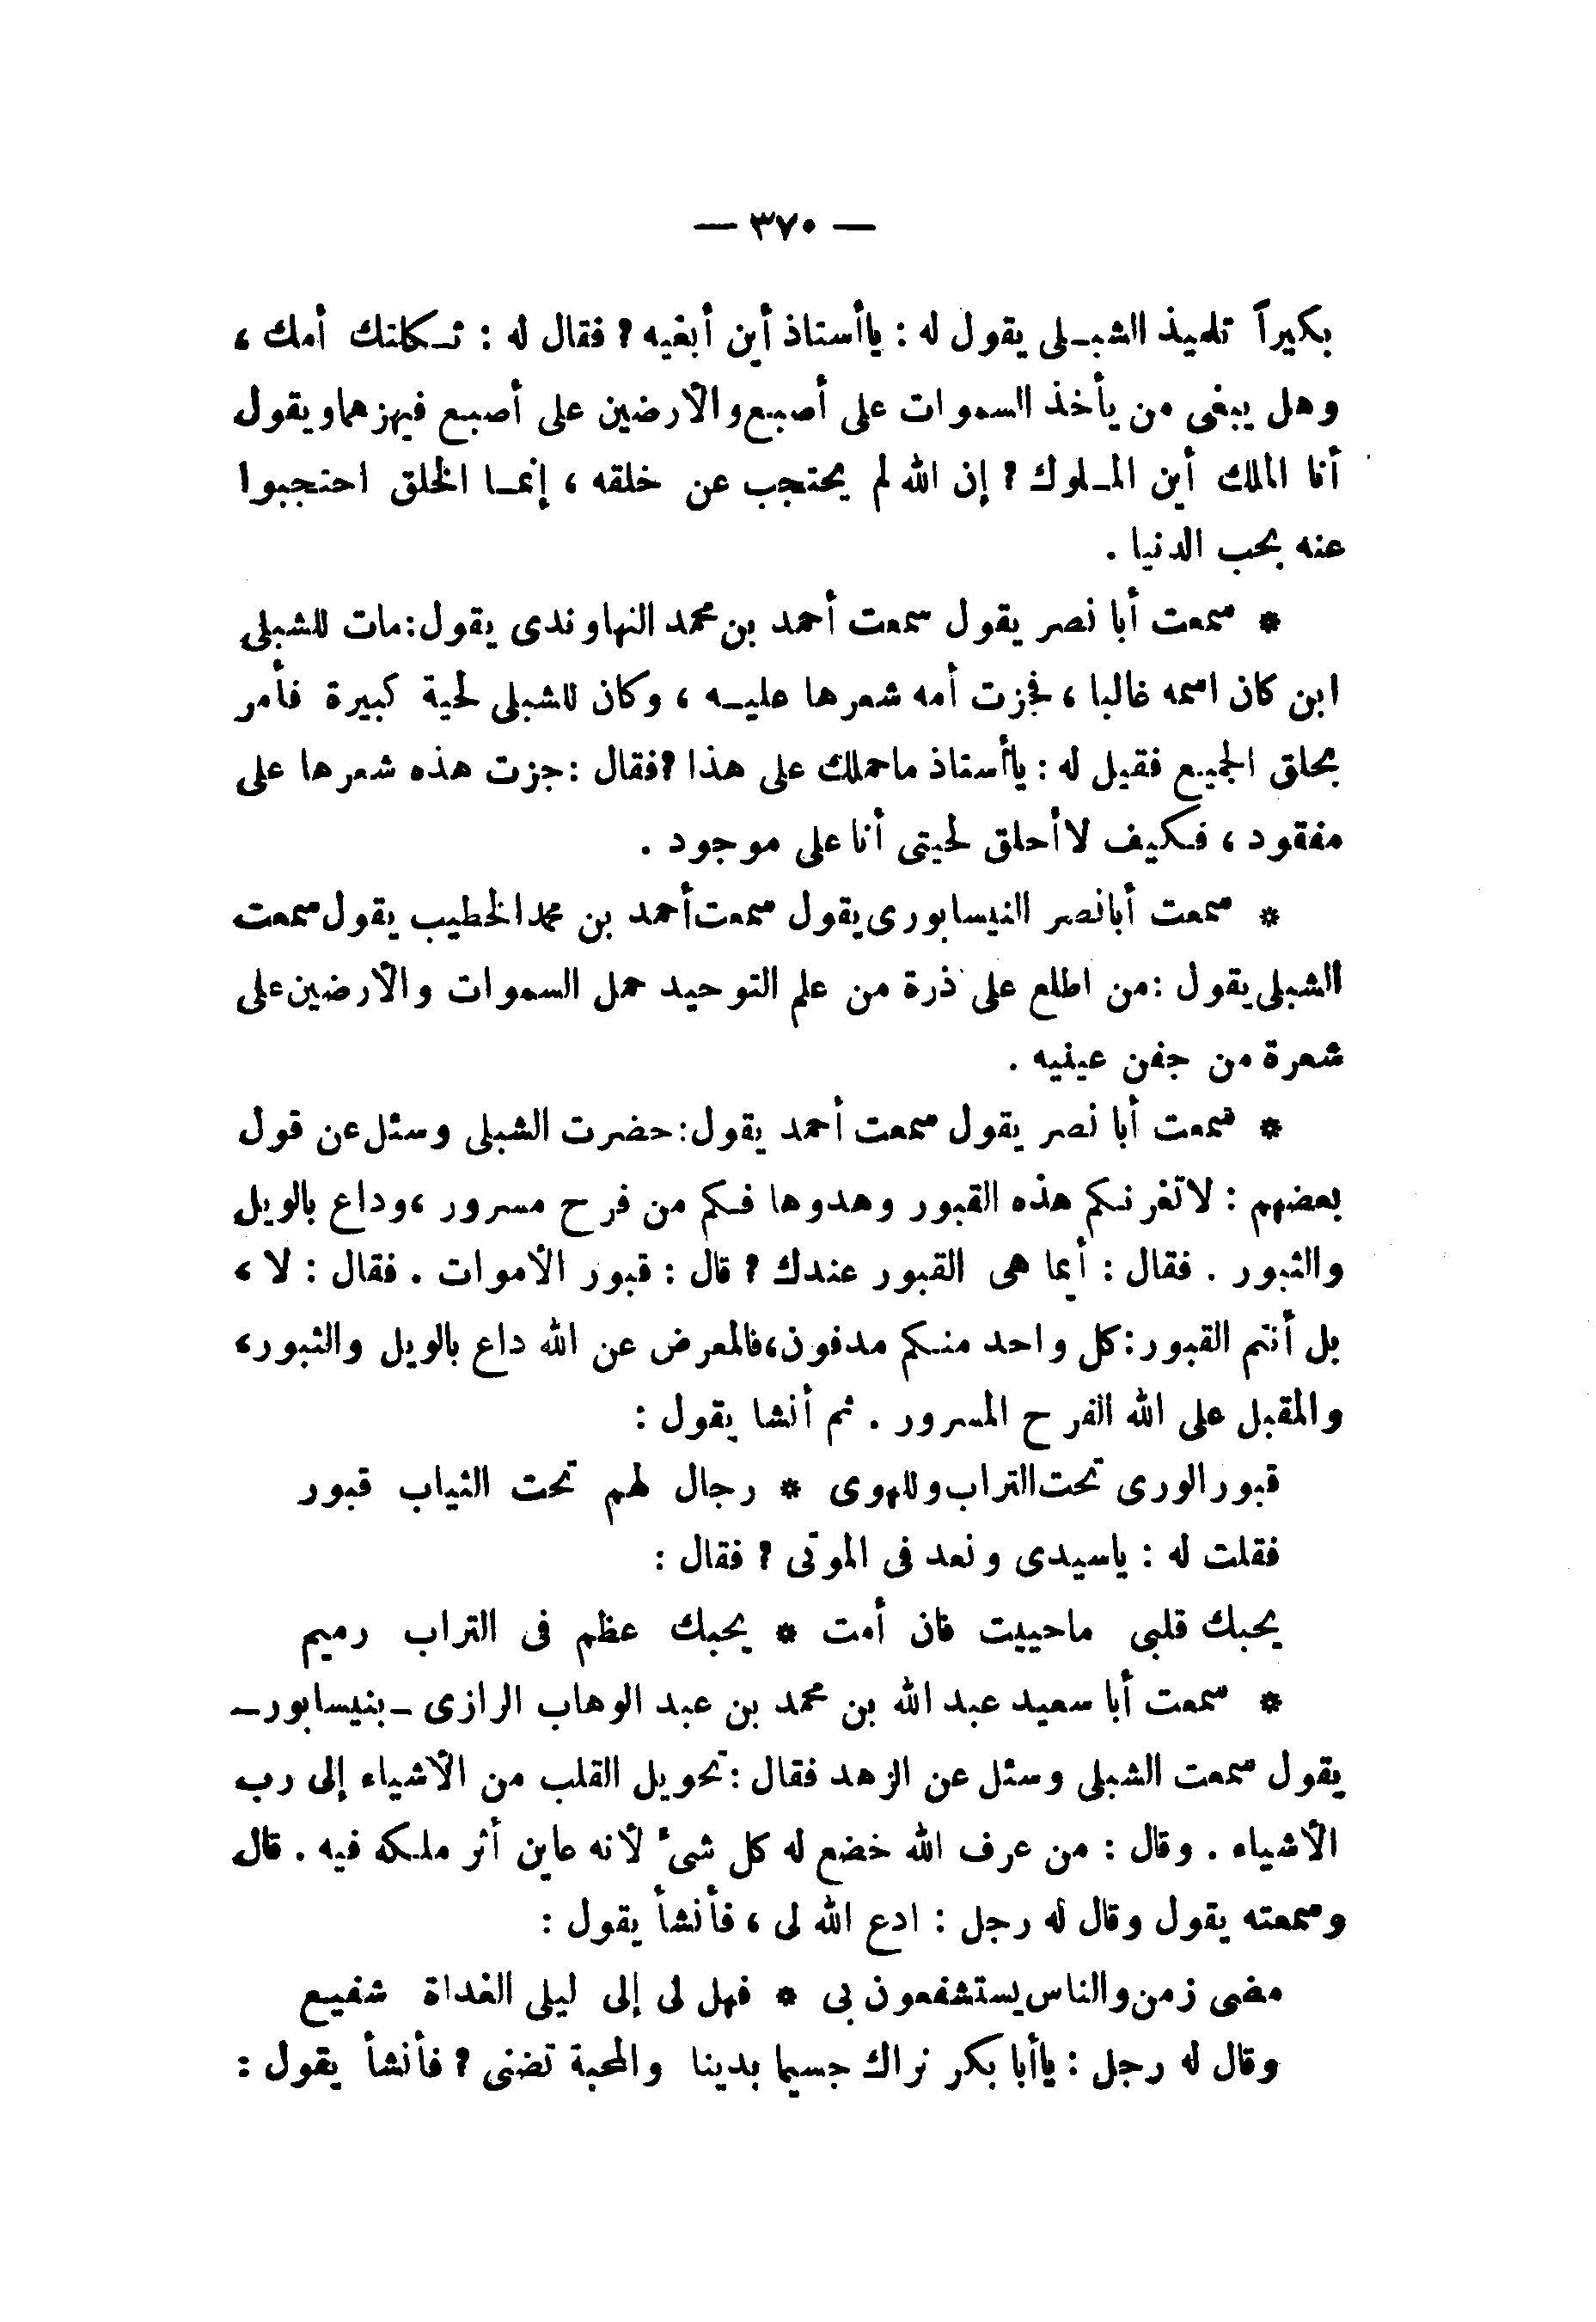 — ٣٧٠ —
بكيراً تلميذ الشبـلى يقول له : ياأستاذ أين أبغيه ? فقال له : ثـكلتك أمك ،
وهل يبغى من يأخذ السموات على أصبع والأرضين على أصبع فيهزهما ويقول
أنا الملك أين المـلوك ? إن الله لم يحتجب عن خلقه ، إنمـا الخلق احتجبوا
عنه بحب الدنيا .
* سمعت أبا نصر يقول سمعت أحمد بن محمد النهاوندى يقول : مات للشبلى
ابن كان اسمه غالبا ، فجزت أمه شعرها عليـه ، وكان للشبلى لحية كبيرة فأمر
بحلق الجميع فقيل له : ياأستاذ ماحملك على هذا ? فقال : جزت هذه شعرها على
مفقود ، فكيف لاأحلق لحيتى أنا على موجود .
* سمعت أبانصر النيسابورى يقول سمعت أحمد بن محمد الخطيب يقول سمعت
الشبلى يقول : من اطلع على ذرة من علم التوحيد حمل السموات والأرضين على
شعرة من جفن عينيه .
* سمعت أبا نصر يقول سمعت أحمد يقول : حضرت الشبلى وسئل عن قول
بعضهم : لاتغرنكم هذه القبور وهدوها فكم من فرح مسرور ، وداع بالويل
والثبور . فقال : أيما هى القبور عندك ? قال : قبور الأموات . فقال : لا ،
بل أنتم القبور : كل واحد منكم مدفون ، فالمعرض عن الله داع بالويل والثبور ،
والمقبل على الله الفرح المسرور . ثم أنشا يقول :
قبور الورى تحت التراب وللهوى * رجال لهم تحت الثياب قبور
فقلت له : ياسيدى ونعد فى الموتى ? فقال :
يحبك قلبى ماحييت فان أمت * يحبك عظم فى التراب رميم
* سمعت أبا سعيد عبد الله بن محمد بن عبد الوهاب الرازى - بنيسابور -
يقول سمعت الشبلى وسئل عن الزهد فقال : تحويل القلب من الأشياء إلى رب
الأشياء . وقال : من عرف الله خضع له كل شىء لأنه عاين أثر ملكه فيه . قال
وسمعته يقول وقال له رجل : ادع الله لى ، فأنشأ يقول :
مضى زمن والناس يستشفعون بى * فهل لى إلى ليلى الغداة شفيع
وقال له رجل : ياأبا بكر نراك جسيما بدينا والمحبة تضنى ? فأنشأ يقول :